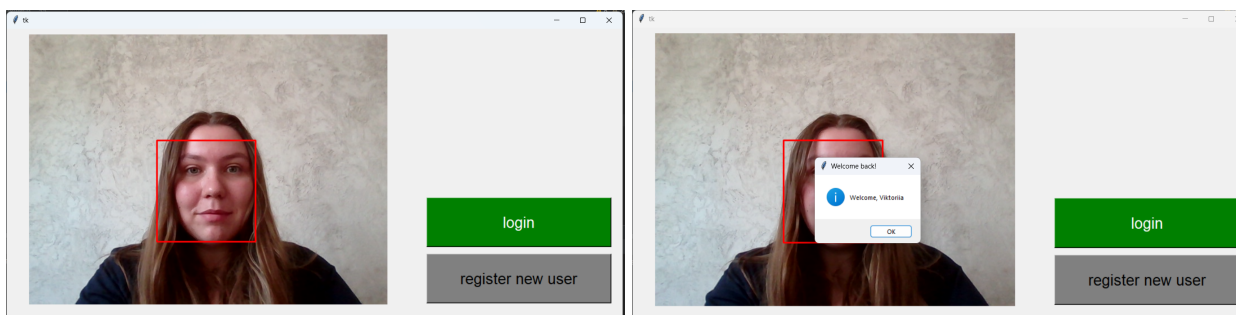 tk
login
register new user
tk
Welcome back!
Welcome, Viktoriia
OK
login
register new user